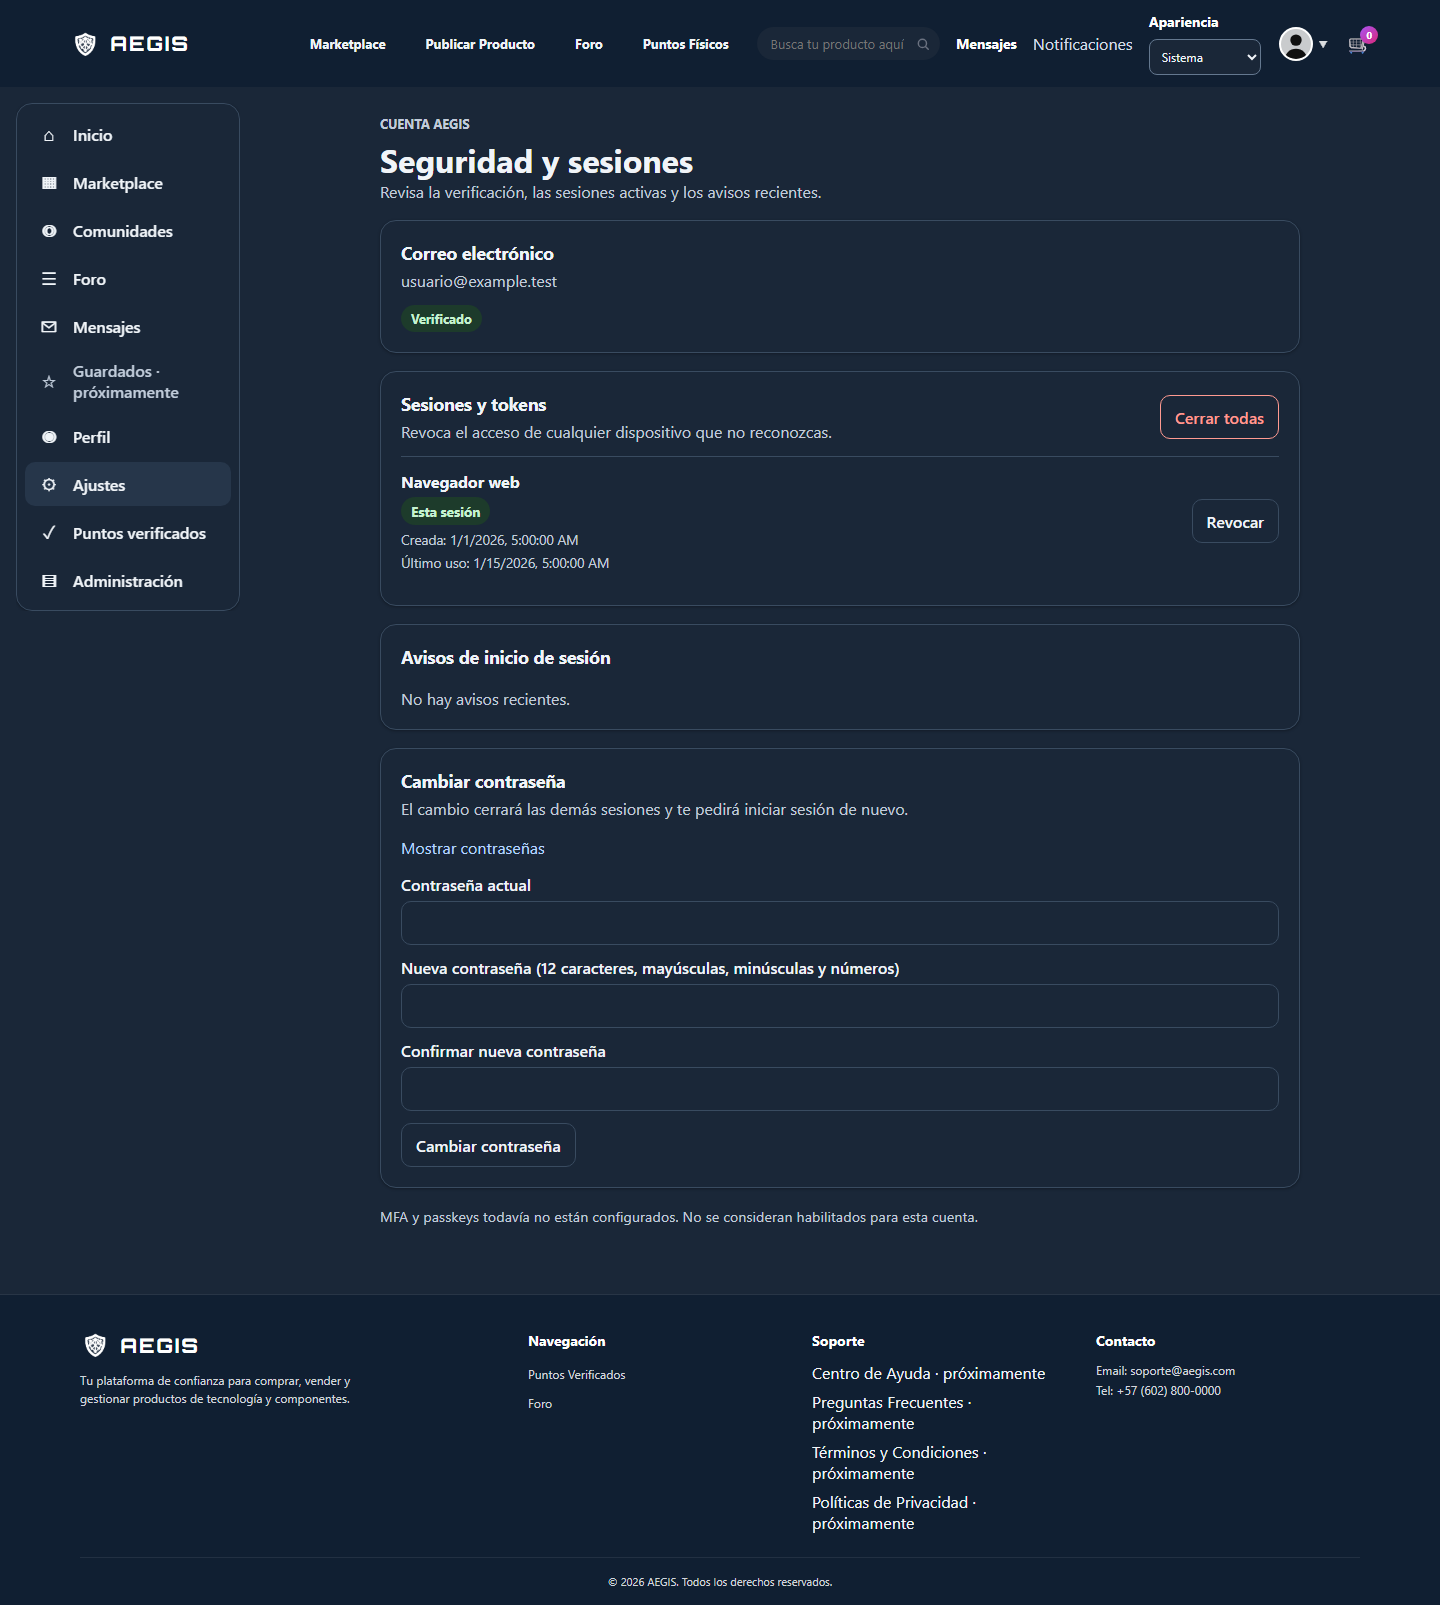 AEGIS
Marketplace
Publicar Producto
Foro
Puntos Físicos
Busca tu producto aquí
Mensajes
Notificaciones
Apariencia
Sistema
0
Inicio
Marketplace
Comunidades
Foro
Mensajes
Guardados ·
próximamente
Perfil
Ajustes
Puntos verificados
Administración
CUENTA AEGIS
Seguridad y sesiones
Revisa la verificación, las sesiones activas y los avisos recientes.
Correo electrónico
usuario@example.test
Verificado
Sesiones y tokens
Revoca el acceso de cualquier dispositivo que no reconozcas.
Cerrar todas
Navegador web
Esta sesión
Creada: 1/1/2026, 5:00:00 AM
Último uso: 1/15/2026, 5:00:00 AM
Revocar
Avisos de inicio de sesión
No hay avisos recientes.
Cambiar contraseña
El cambio cerrará las demás sesiones y te pedirá iniciar sesión de nuevo.
Mostrar contraseñas
Contraseña actual
Nueva contraseña (12 caracteres, mayúsculas, minúsculas y números)
Confirmar nueva contraseña
Cambiar contraseña
MFA y passkeys todavía no están configurados. No se consideran habilitados para esta cuenta.
AEGIS
Tu plataforma de confianza para comprar, vender y
gestionar productos de tecnología y componentes.
Navegación
Puntos Verificados
Foro
Soporte
Centro de Ayuda · próximamente
Preguntas Frecuentes ·
próximamente
Términos y Condiciones ·
próximamente
Políticas de Privacidad ·
próximamente
Contacto
Email: soporte@aegis.com
Tel: +57 (602) 800-0000
© 2026 AEGIS. Todos los derechos reservados.